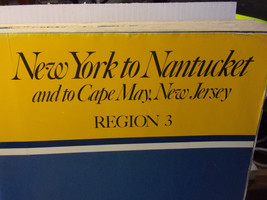 New York to Nantucket
and to Cape May, New Jersey
REGION 3